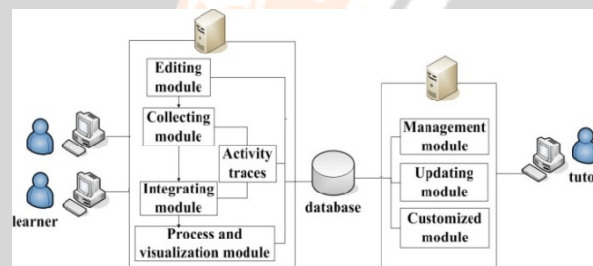 Editing
module
Collecting
module
Activity
traces
Integrating
module
Process and
visualization module
learner
database
Management
module
Updating
module
Customized
module
tuto